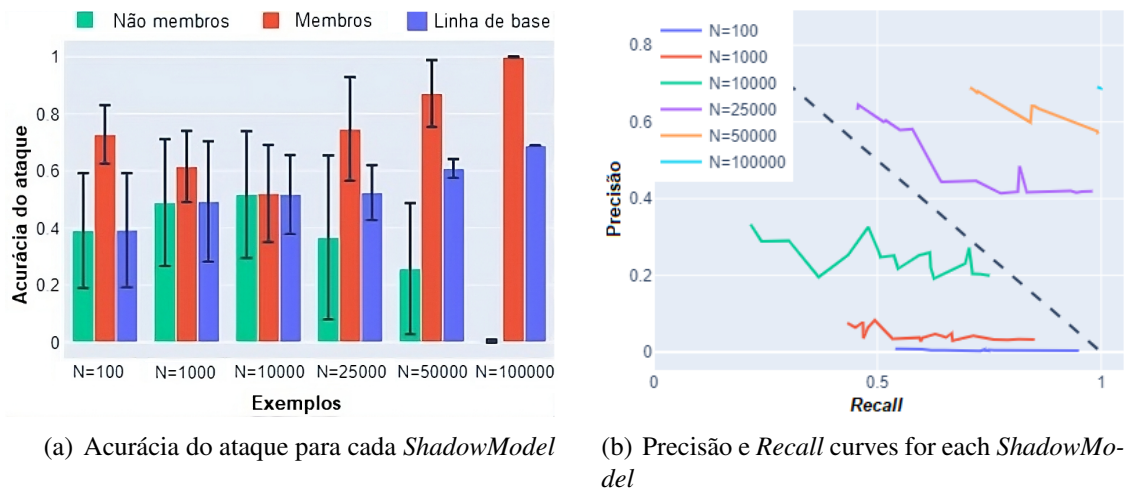 Não membros Membros Linha de base
1
0.8
0.6
0.4
0.2
0
Acurácia do ataque
N=100 N=1000 N=10000 N=25000 N=50000 N=100000
Exemplos
(a) Acurácia do ataque para cada ShadowModel
N=100
N=1000
N=10000
N=25000
N=50000
N=100000
0.8
0.6
0.4
0.2
0
Precisão
0 0.5 1
Recall
(b) Precisão e Recall curves for each ShadowMo-
del